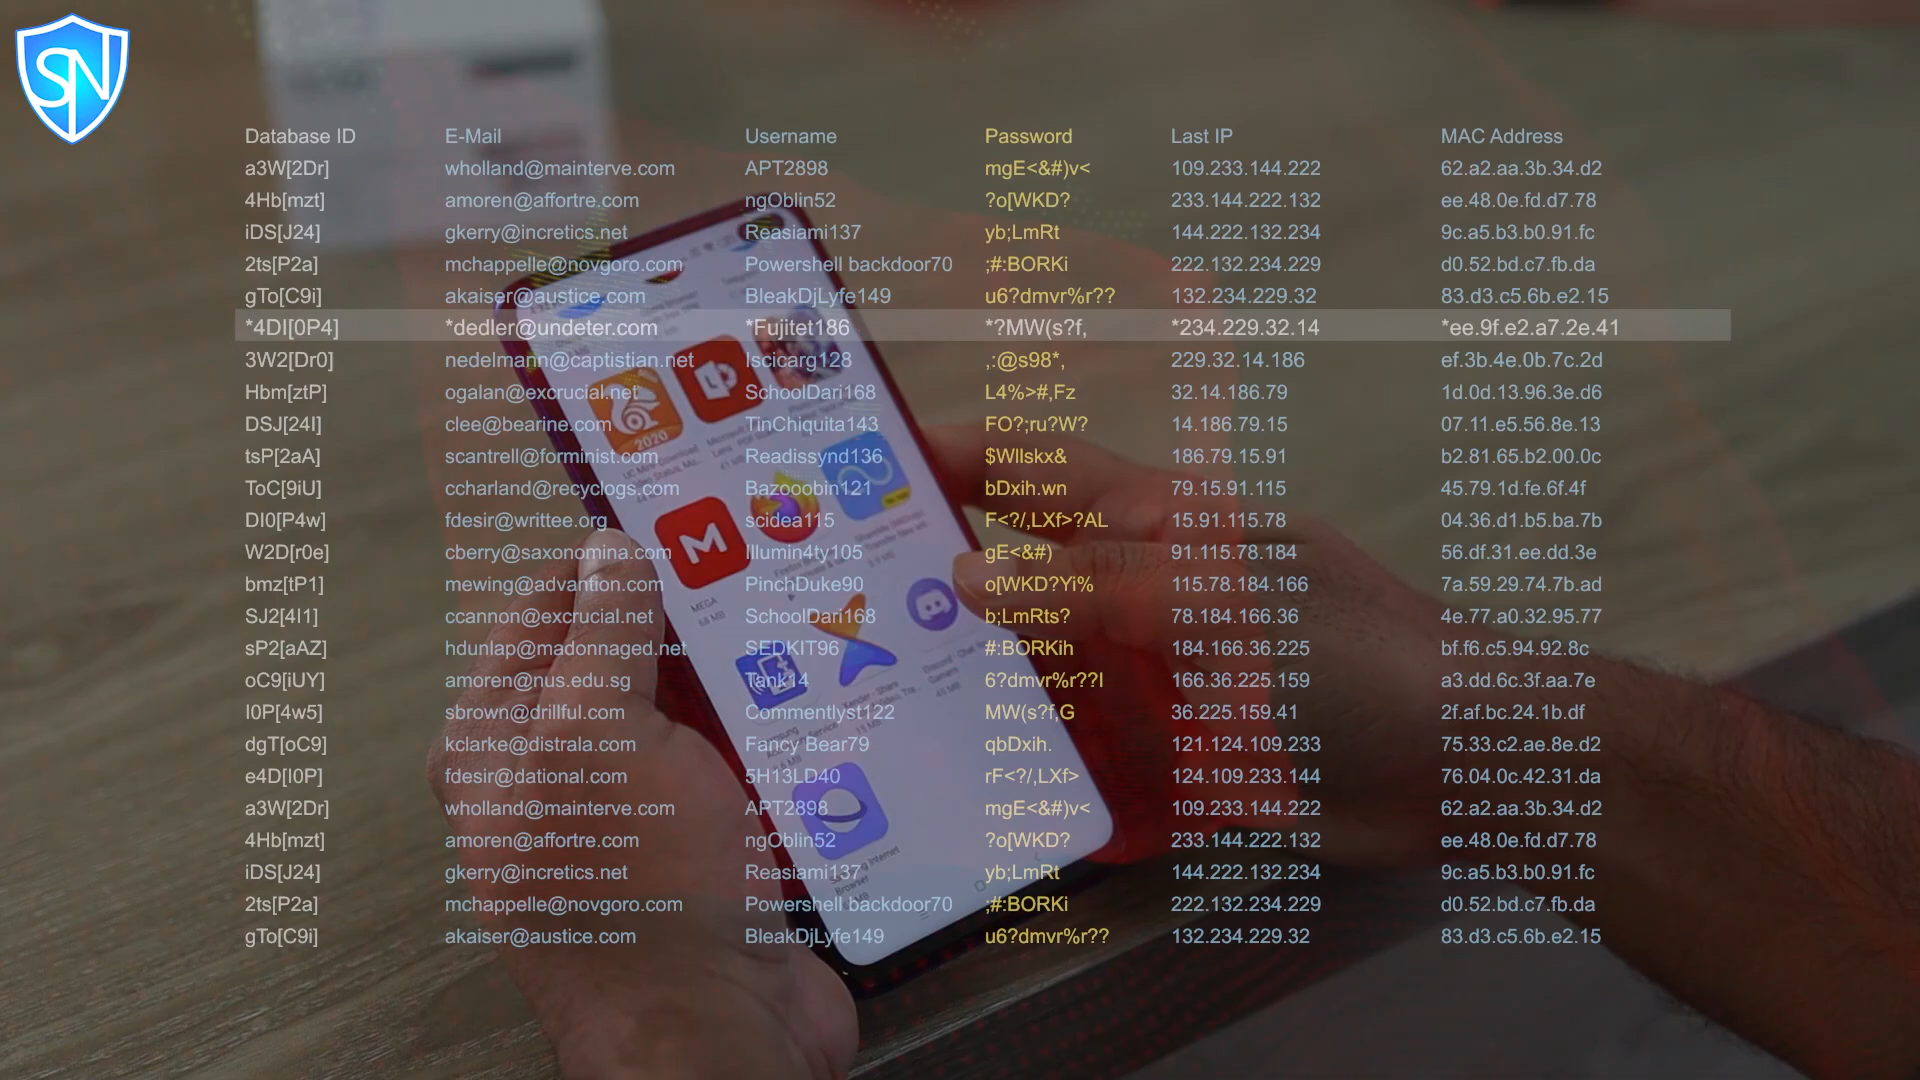 SN
Database ID E-Mail Username Password Last IP MAC Address
a3W[2Dr] wholland@mainterve.com APT2898 mgE<&#)v< 109.233.144.222 62.a2.aa.3b.34.d2
4Hb[mzt] amoren@affortre.com ngOblin52 ?o[WKD? 233.144.222.132 ee.48.0e.fd.d7.78
iDS[J24] gkerry@incretics.net Reasiami137 yb;LmRt 144.222.132.234 9c.a5.b3.b0.91.fc
2ts[P2a] mchappelle@novgoro.com Powershell backdoor70 ;#:BORKi 222.132.234.229 d0.52.bd.c7.fb.da
gTo[C9i] akaiser@austice.com BleakDjLyfe149 u6?dmvr%r?? 132.234.229.32 83.d3.c5.6b.e2.15
*4DI[0P4] *dedler@undeter.com *Fujitet186 *?MW(s?f, *234.229.32.14 *ee.9f.e2.a7.2e.41
3W2[Dr0] nedelmann@captistian.net Iscicarg128 ,:@s98*, 229.32.14.186 ef.3b.4e.0b.7c.2d
Hbm[ztP] ogalan@excrucial.net SchoolDari168 L4%>#,Fz 32.14.186.79 1d.0d.13.96.3e.d6
DSJ[24I] clee@bearine.com TinChiquita143 FO?;ru?W? 14.186.79.15 07.11.e5.56.8e.13
tsP[2aA] scantrell@forminist.com Readissynd136 $WIlskx& 186.79.15.91 b2.81.65.b2.00.0c
ToC[9iU] ccharland@recyclogs.com Bazooobin121 bDxih.wn 79.15.91.115 45.79.1d.fe.6f.4f
DI0[P4w] fdesir@writtee.org scidea115 F<?/,LXf>?AL 15.91.115.78 04.36.d1.b5.ba.7b
W2D[r0e] cberry@saxonomina.com Illumin4ty105 gE<&#) 91.115.78.184 56.df.31.ee.dd.3e
bmz[tP1] mewing@advantion.com PinchDuke90 o[WKD?Yi% 115.78.184.166 7a.59.29.74.7b.ad
SJ2[4I1] ccannon@excrucial.net SchoolDari168 b;LmRts? 78.184.166.36 4e.77.a0.32.95.77
sP2[aAZ] hdunlap@madonnaged.net SEDKIT96 #:BORKih 184.166.36.225 bf.f6.c5.94.92.8c
oC9[iUY] amoren@nus.edu.sg Tank14 6?dmvr%r??I 166.36.225.159 a3.dd.6c.3f.aa.7e
I0P[4w5] sbrown@drillful.com Commentlyst122 MW(s?f,G 36.225.159.41 2f.af.bc.24.1b.df
dgT[oC9] kclarke@distrala.com Fancy Bear79 qbDxih. 121.124.109.233 75.33.c2.ae.8e.d2
e4D[I0P] fdesir@dational.com 5H13LD40 rF<?/,LXf> 124.109.233.144 76.04.0c.42.31.da
a3W[2Dr] wholland@mainterve.com APT2898 mgE<&#)v< 109.233.144.222 62.a2.aa.3b.34.d2
4Hb[mzt] amoren@affortre.com ngOblin52 ?o[WKD? 233.144.222.132 ee.48.0e.fd.d7.78
iDS[J24] gkerry@incretics.net Reasiami137 yb;LmRt 144.222.132.234 9c.a5.b3.b0.91.fc
2ts[P2a] mchappelle@novgoro.com Powershell backdoor70 ;#:BORKi 222.132.234.229 d0.52.bd.c7.fb.da
gTo[C9i] akaiser@austice.com BleakDjLyfe149 u6?dmvr%r?? 132.234.229.32 83.d3.c5.6b.e2.15
2020
MEGA
68 MB